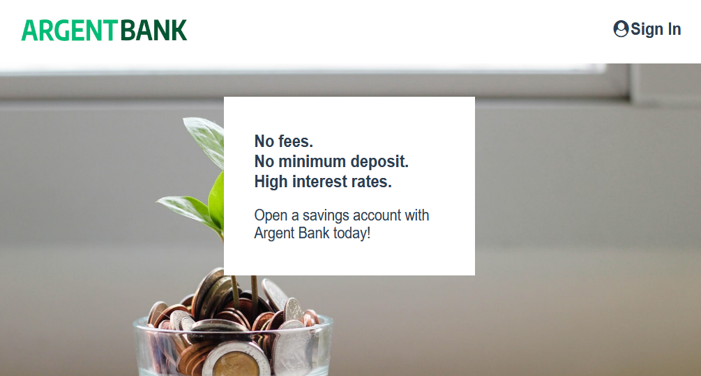 ARGENTBANK
Sign In
No fees.
No minimum deposit.
High interest rates.
Open a savings account with
Argent Bank today!